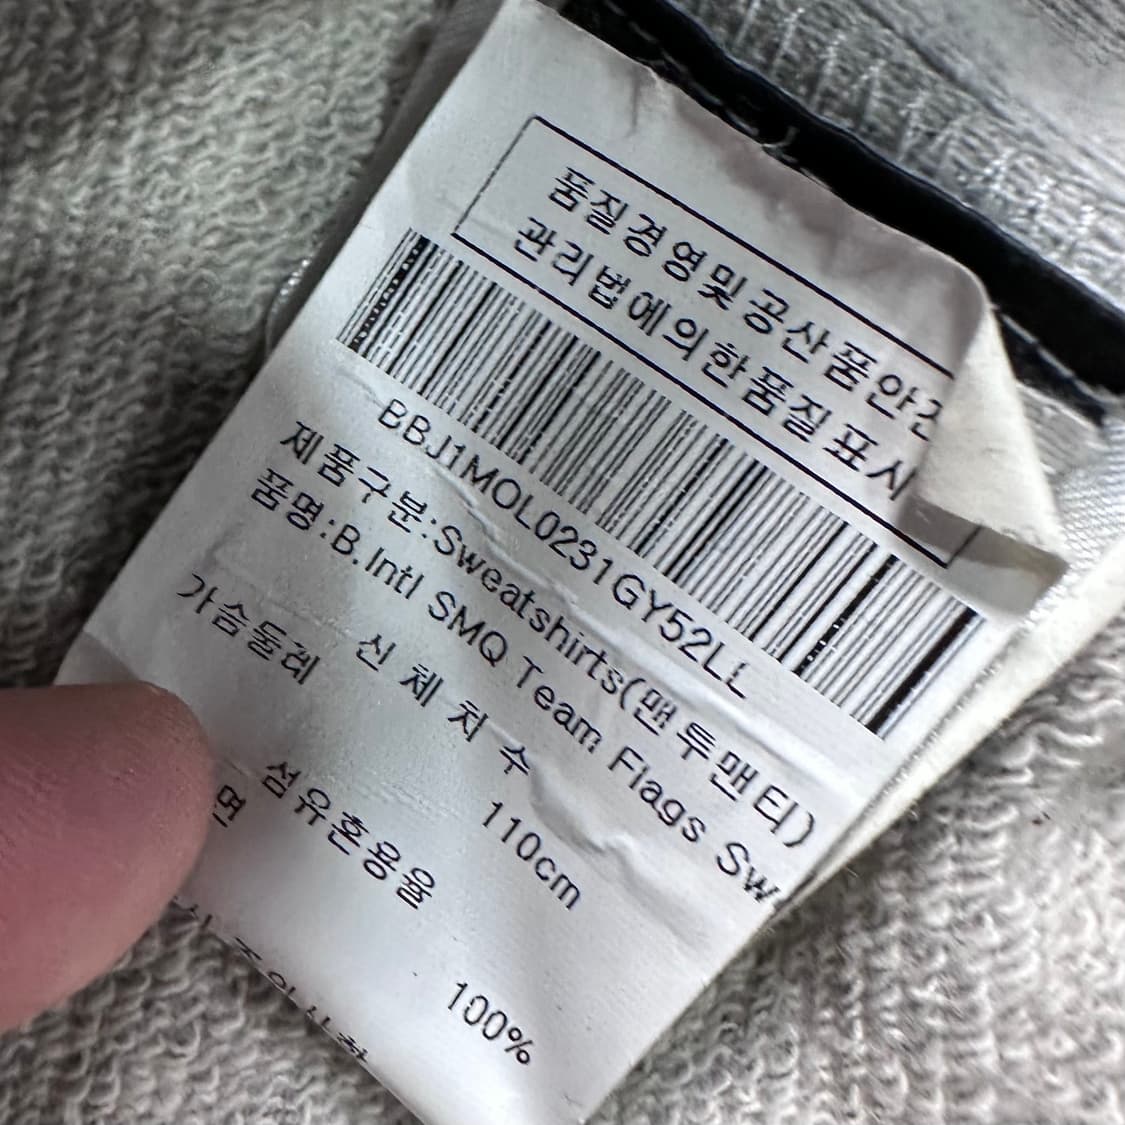 품질경영및공산품안전
관리법에의한품질표시
BBJ1MOL0231GY52LL
제품구분:Sweatshirts(맨투맨티)
품명:B.Intl SMQ Team Flags Sw
신 체 치 수
가슴둘레 110cm
섬유혼용율
면 100%